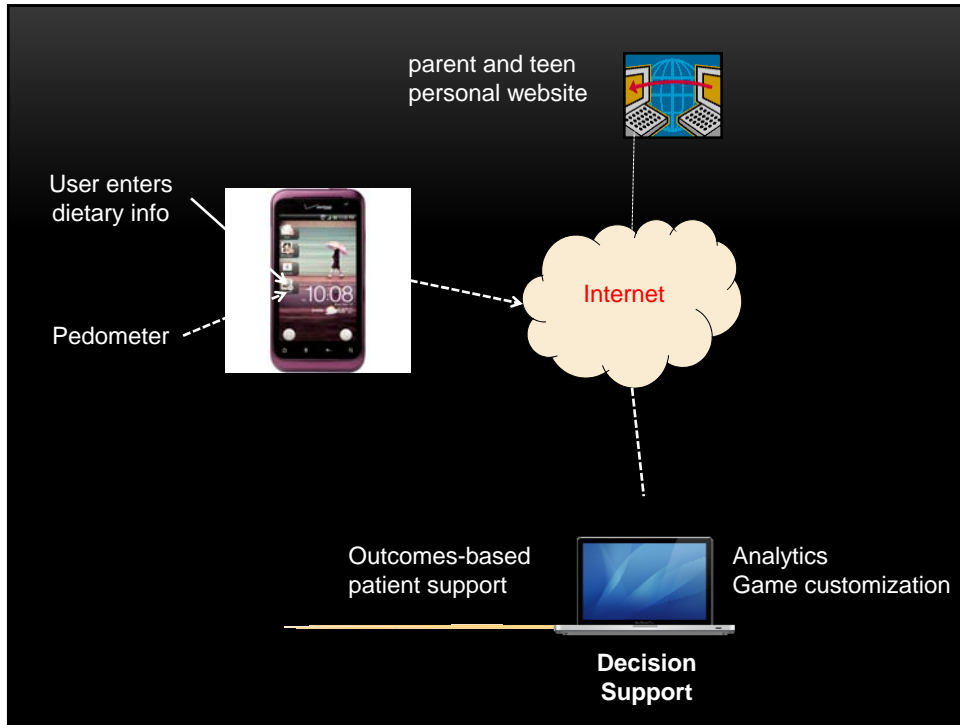 parent and teen
personal website
User enters
dietary info
10:08
Pedometer
Internet
Outcomes-based
patient support
Analytics
Game customization
Decision
Support